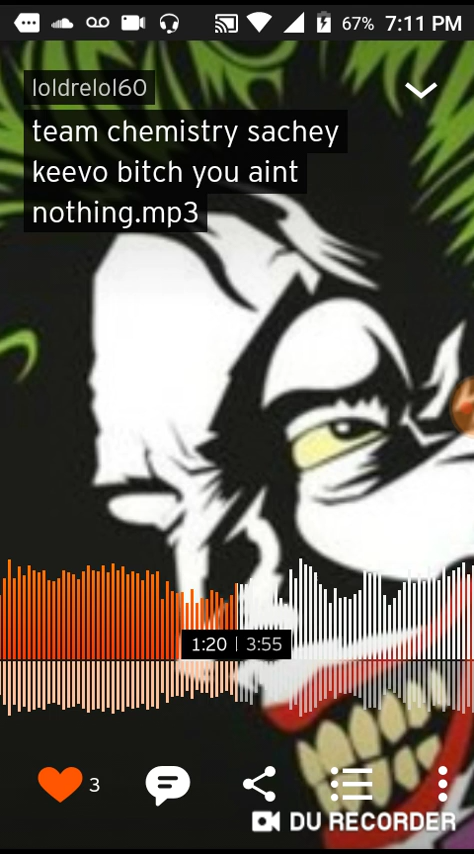 67% 7:11 PM
loldrelol60
team chemistry sachey
keevo bitch you aint
nothing.mp3
1:20 | 3:55
3
DU RECORDER